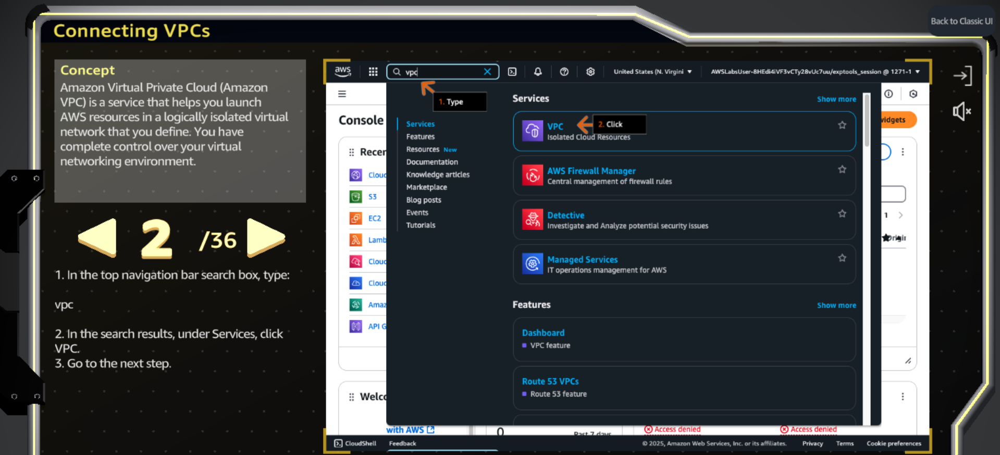 Back to Classic UI
Connecting VPCs
Concept
Amazon Virtual Private Cloud (Amazon
VPC) is a service that helps you launch
AWS resources in a logically isolated virtual
network that you define. You have
complete control over your virtual
networking environment.
2 /36
1. In the top navigation bar search box, type:
vpc
2. In the search results, under Services, click
VPC.
3. Go to the next step.
aws
vpc
United States (N. Virgini
AWSLabsUser-8HEdi4iVF3vCTy28vUc7uu/exptools_session @ 1271-1
1. Type
Console
Recer
Cloud
S3
EC2
Lamb
Cloud
Cloud
Amaz
API G
Welco
with AWS
Services
Features
Resources New
Documentation
Knowledge articles
Marketplace
Blog posts
Events
Tutorials
Services
Show more
VPC
2. Click
Isolated Cloud Resources
AWS Firewall Manager
Central management of firewall rules
Detective
Investigate and Analyze potential security issues
Managed Services
IT operations management for AWS
Features
Show more
Dashboard
VPC feature
Route 53 VPCs
Route 53 feature
widgets
1
Origin
0
Past 7 days
Access denied
Access denied
CloudShell
Feedback
© 2025, Amazon Web Services, Inc. or its affiliates.
Privacy
Terms
Cookie preferences